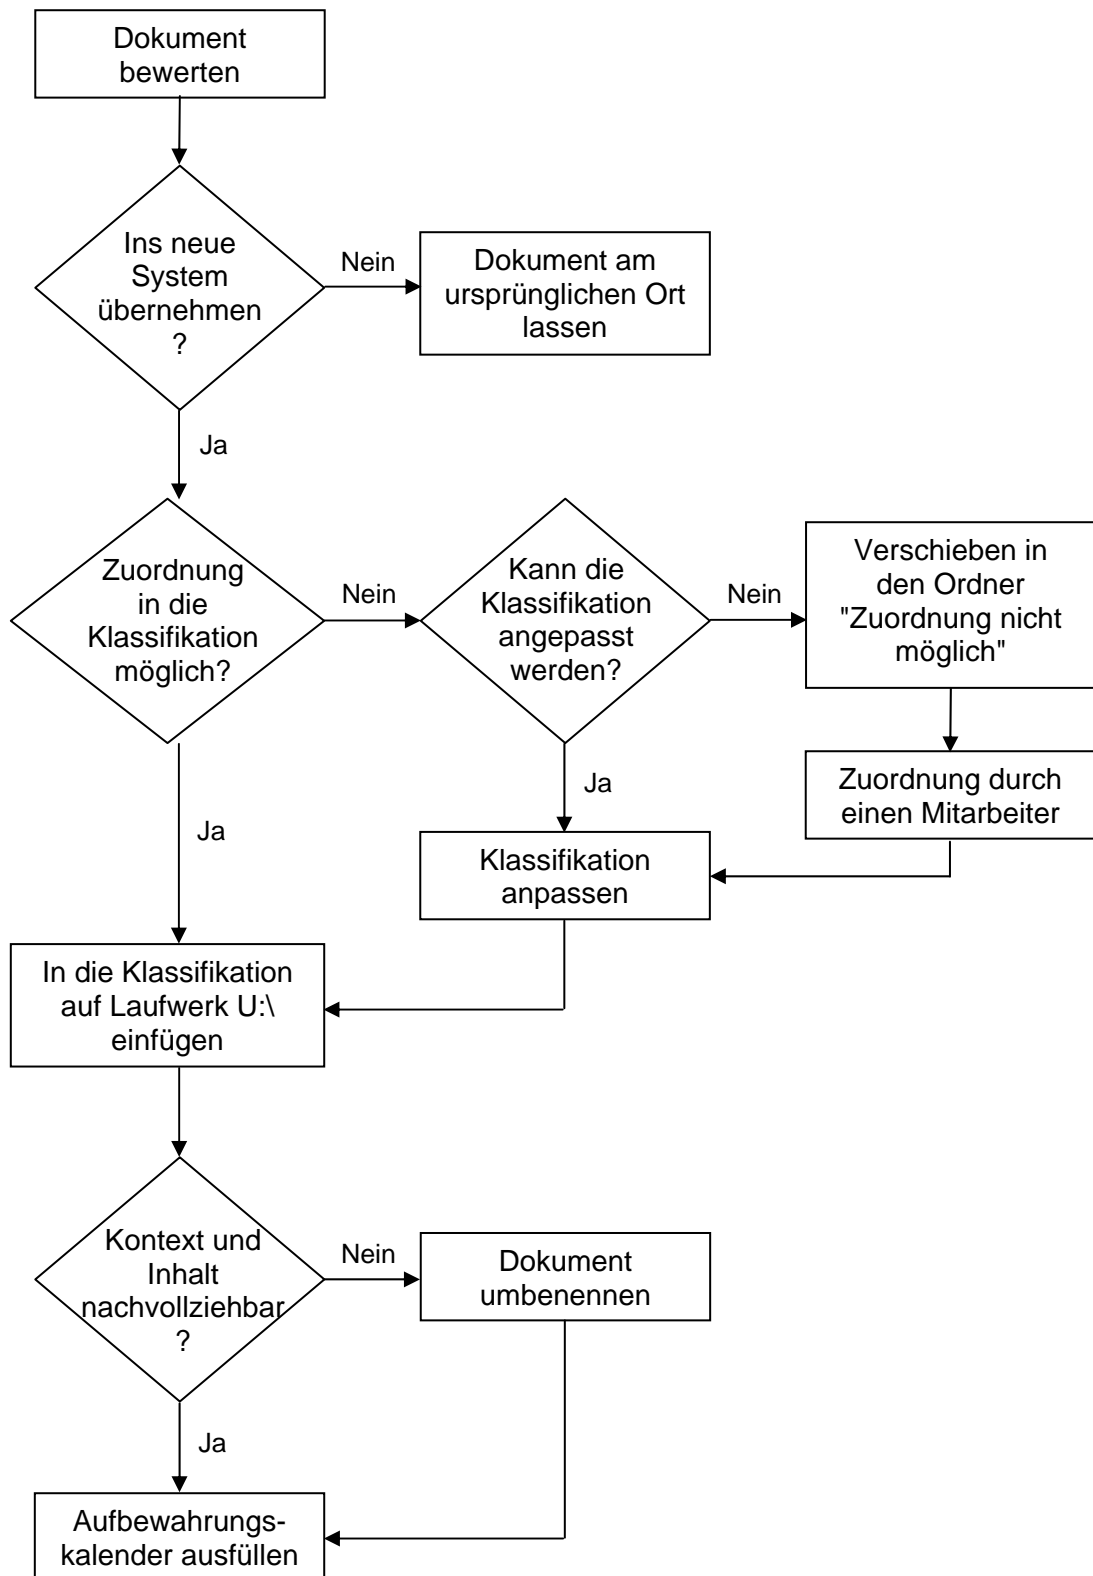 Dokument
bewerten
Ins neue
System
übernehmen
?
Nein
Dokument am
ursprünglichen Ort
lassen
Ja
Zuordnung
in die
Klassifikation
möglich?
Nein
Kann die
Klassifikation
angepasst
werden?
Nein
Verschieben in
den Ordner
"Zuordnung nicht
möglich"
Ja
Zuordnung durch
einen Mitarbeiter
Ja
Klassifikation
anpassen
In die Klassifikation
auf Laufwerk U:\
einfügen
Kontext und
Inhalt
nachvollziehbar
?
Nein
Dokument
umbenennen
Ja
Aufbewahrungs-
kalender ausfüllen